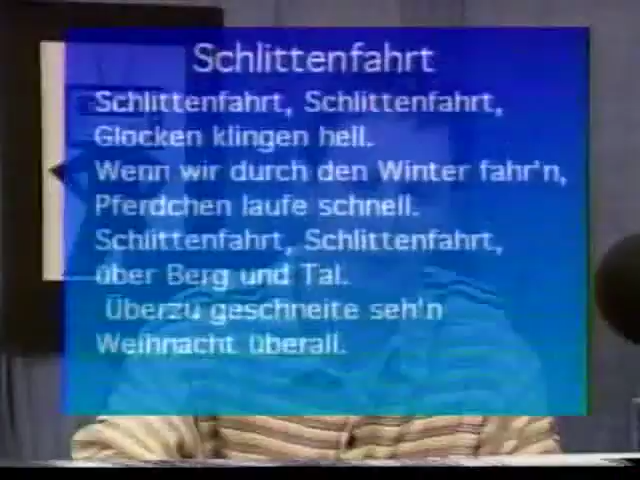 Schlittenfahrt
Schlittenfahrt, Schlittenfahrt,
Glocken klingen hell.
Wenn wir durch den Winter fahr'n,
Pferdchen laufe schnell.
Schlittenfahrt, Schlittenfahrt,
über Berg und Tal.
Überzu geschneite seh'n
Weihnacht überall.